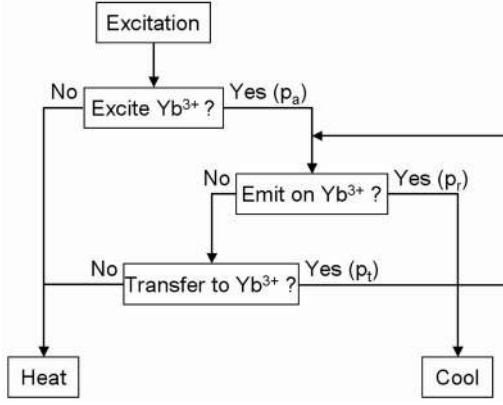 Excitation
No
Yes (pₐ)
Excite Yb³⁺ ?
No
Yes (pᵣ)
Emit on Yb³⁺ ?
No
Yes (pₜ)
Transfer to Yb³⁺ ?
Heat
Cool